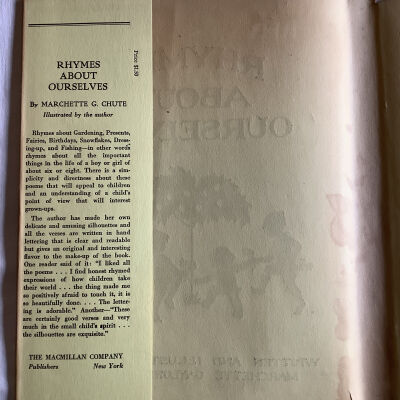 Price $1.50
RHYMES
ABOUT
OURSELVES
By MARCHETTE G. CHUTE
Illustrated by the author
Rhymes about Gardening, Presents,
Fairies, Birthdays, Snowflakes, Dress-
ing-up, and Fishing—in other words
rhymes about all the important
things in the life of a boy or girl of
about six or eight. There is a sim-
plicity and directness about these
poems that will appeal to children
and an understanding of a child's
point of view that will interest
grown-ups.
The author has made her own
delicate and amusing silhouettes and
all the verses are written in hand
lettering that is clear and readable
but gives an original and interesting
flavor to the make-up of the book.
One reader said of it: "I liked all
the poems . . . I find honest rhymed
expressions of how children take
their world . . . the thing made me
so positively afraid to touch it, it is
so beautifully done. . . . The letter-
ing is adorable." Another—"These
are certainly good verses and very
much in the small child's spirit . . .
the silhouettes are exquisite."
THE MACMILLAN COMPANY
Publishers New York
RHYM
ABOU
OURSEL
WRITTEN AND ILLUST
MARCHETTE GAYLOR